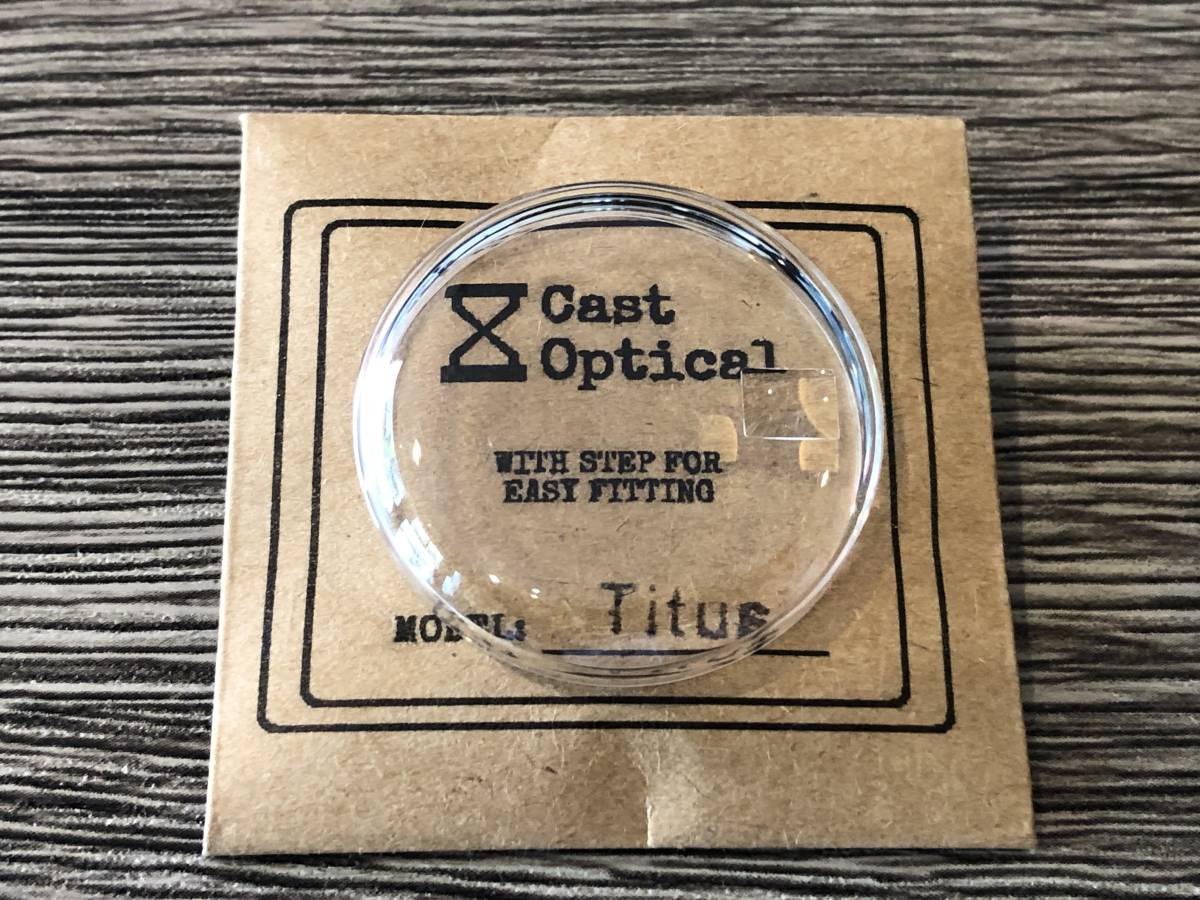 Cast
Optical
WITH STEP FOR
EASY FITTING
MODEL: Titus